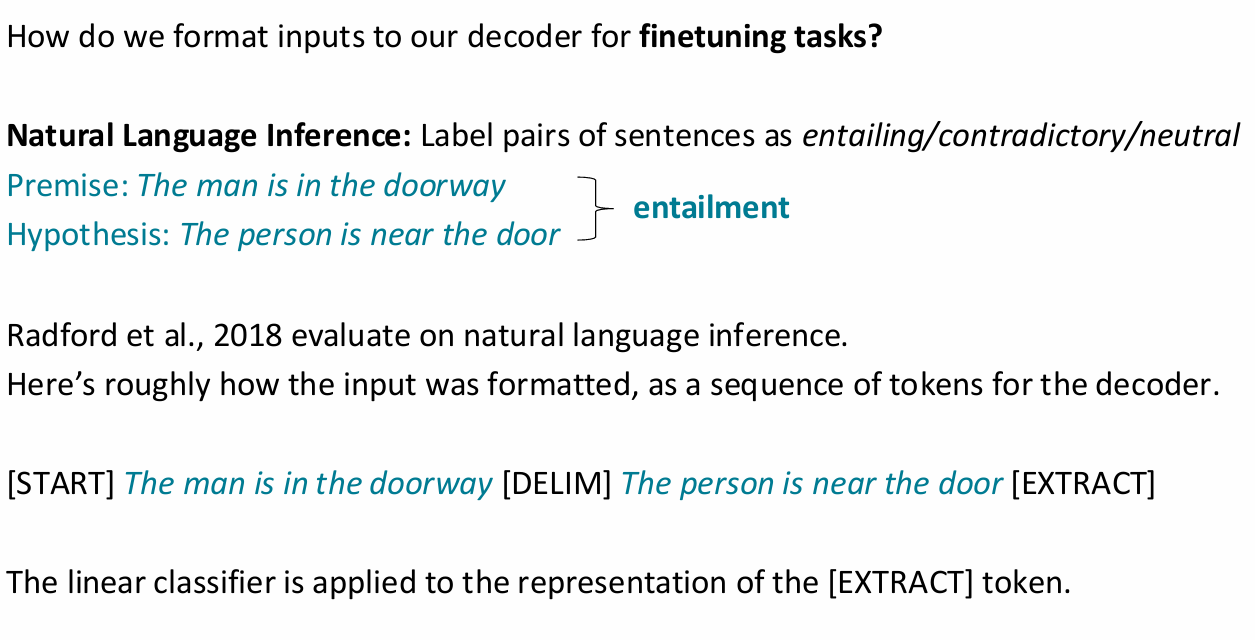 How do we format inputs to our decoder for finetuning tasks?
Natural Language Inference: Label pairs of sentences as entailing/contradictory/neutral
Premise: The man is in the doorway
entailment
Hypothesis: The person is near the door
Radford et al., 2018 evaluate on natural language inference.
Here’s roughly how the input was formatted, as a sequence of tokens for the decoder.
[START] The man is in the doorway [DELIM] The person is near the door [EXTRACT]
The linear classifier is applied to the representation of the [EXTRACT] token.